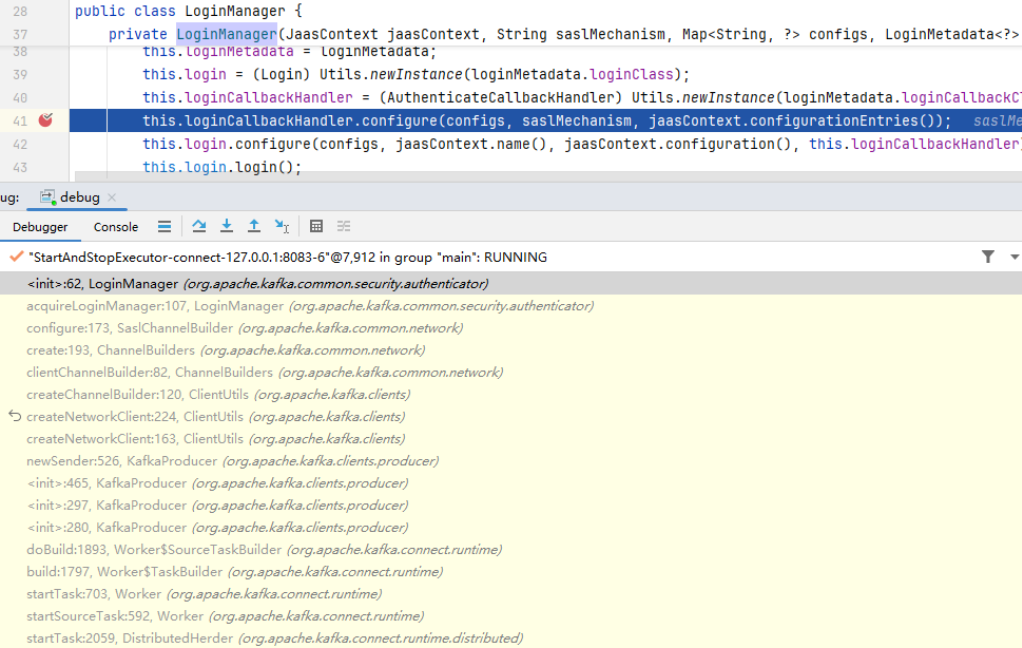 28 public class LoginManager {
37 private LoginManager(JaasContext jaasContext, String saslMechanism, Map<String, ?> configs, LoginMetadata<?>
38 this.loginMetadata = loginMetadata;
39 this.login = (Login) Utils.newInstance(loginMetadata.loginClass);
40 this.loginCallbackHandler = (AuthenticateCallbackHandler) Utils.newInstance(loginMetadata.loginCallbackCl
41 this.loginCallbackHandler.configure(configs, saslMechanism, jaasContext.configurationEntries()); saslMe
42 this.login.configure(configs, jaasContext.name(), jaasContext.configuration(), this.loginCallbackHandler)
43 this.login.login();
ug: debug ×
Debugger Console
"StartAndStopExecutor-connect-127.0.0.1:8083-6"@7,912 in group "main": RUNNING
<init>:62, LoginManager (org.apache.kafka.common.security.authenticator)
acquireLoginManager:107, LoginManager (org.apache.kafka.common.security.authenticator)
configure:173, SaslChannelBuilder (org.apache.kafka.common.network)
create:193, ChannelBuilders (org.apache.kafka.common.network)
clientChannelBuilder:82, ChannelBuilders (org.apache.kafka.common.network)
createChannelBuilder:120, ClientUtils (org.apache.kafka.clients)
createNetworkClient:224, ClientUtils (org.apache.kafka.clients)
createNetworkClient:163, ClientUtils (org.apache.kafka.clients)
newSender:526, KafkaProducer (org.apache.kafka.clients.producer)
<init>:465, KafkaProducer (org.apache.kafka.clients.producer)
<init>:297, KafkaProducer (org.apache.kafka.clients.producer)
<init>:280, KafkaProducer (org.apache.kafka.clients.producer)
doBuild:1893, Worker$SourceTaskBuilder (org.apache.kafka.connect.runtime)
build:1797, Worker$TaskBuilder (org.apache.kafka.connect.runtime)
startTask:703, Worker (org.apache.kafka.connect.runtime)
startSourceTask:592, Worker (org.apache.kafka.connect.runtime)
startTask:2059, DistributedHerder (org.apache.kafka.connect.runtime.distributed)